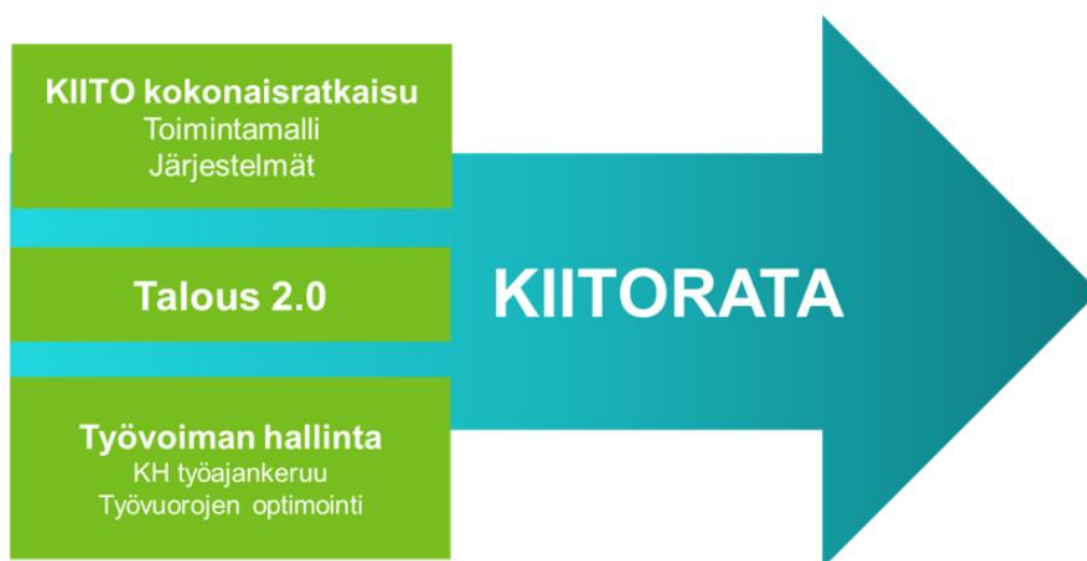 KIITO kokonaisratkaisu
Toimintamalli
Järjestelmät
Talous 2.0
KIITORATA
Työvoiman hallinta
KH työajankeruu
Työvuorojen optimointi